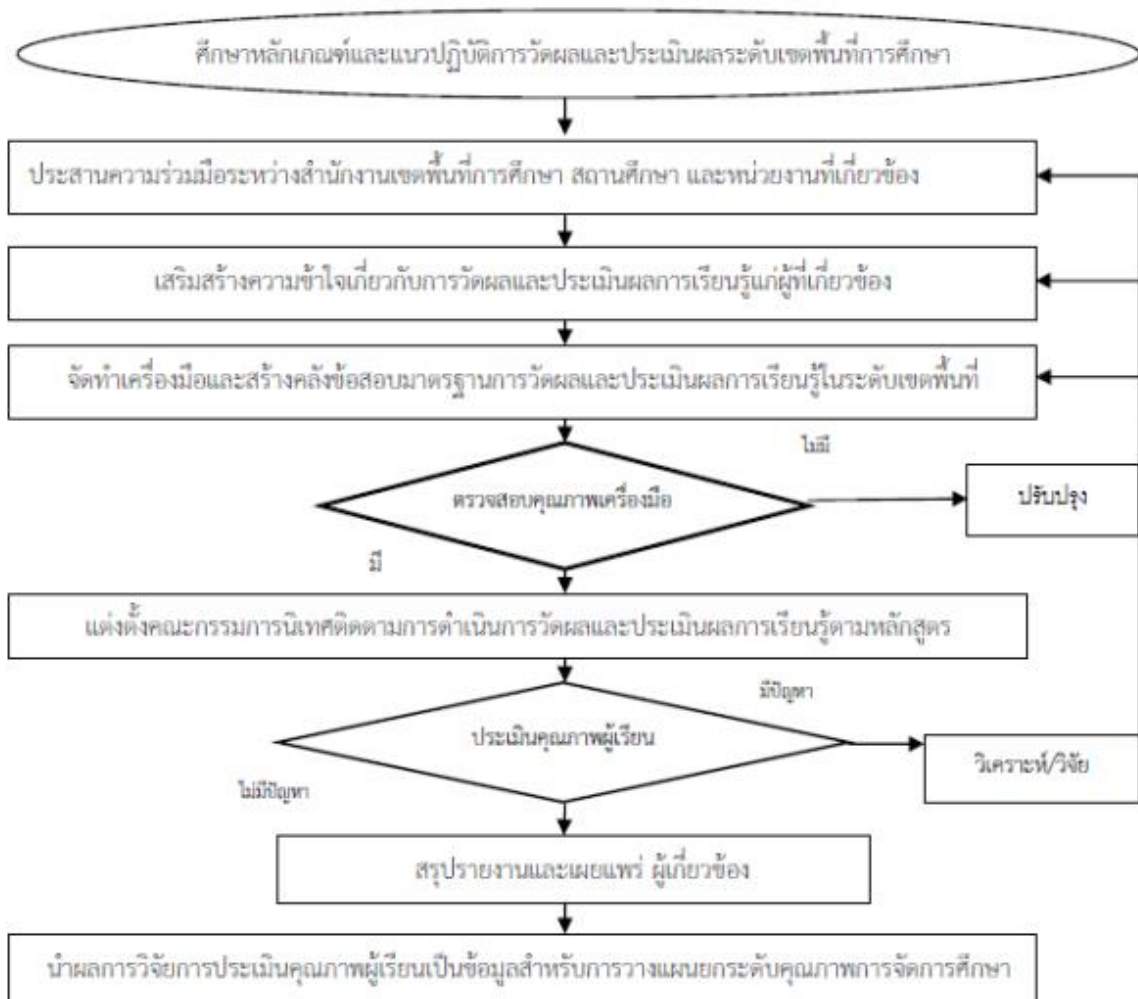 ศึกษาหลักเกณฑ์และแนวปฏิบัติการวัดผลและประเมินผลระดับเขตพื้นที่การศึกษา
ประสานความร่วมมือระหว่างสำนักงานเขตพื้นที่การศึกษา สถานศึกษา และหน่วยงานที่เกี่ยวข้อง
เสริมสร้างความข้าใจเกี่ยวกับการวัดผลและประเมินผลการเรียนรู้แก่ผู้ที่เกี่ยวข้อง
จัดทำเครื่องมือและสร้างคลังข้อสอบมาตรฐานการวัดผลและประเมินผลการเรียนรู้ในระดับเขตพื้นที่
ไม่มี
ตรวจสอบคุณภาพเครื่องมือ
ปรับปรุง
มี
แต่งตั้งคณะกรรมการนิเทศติดตามการดำเนินการวัดผลและประเมินผลการเรียนรู้ตามหลักสูตร
มีปัญหา
ประเมินคุณภาพผู้เรียน
วิเคราะห์/วิจัย
ไม่มีปัญหา
สรุปรายงานและเผยแพร่ ผู้เกี่ยวข้อง
นำผลการวิจัยการประเมินคุณภาพผู้เรียนเป็นข้อมูลสำหรับการวางแผนยกระดับคุณภาพการจัดการศึกษา